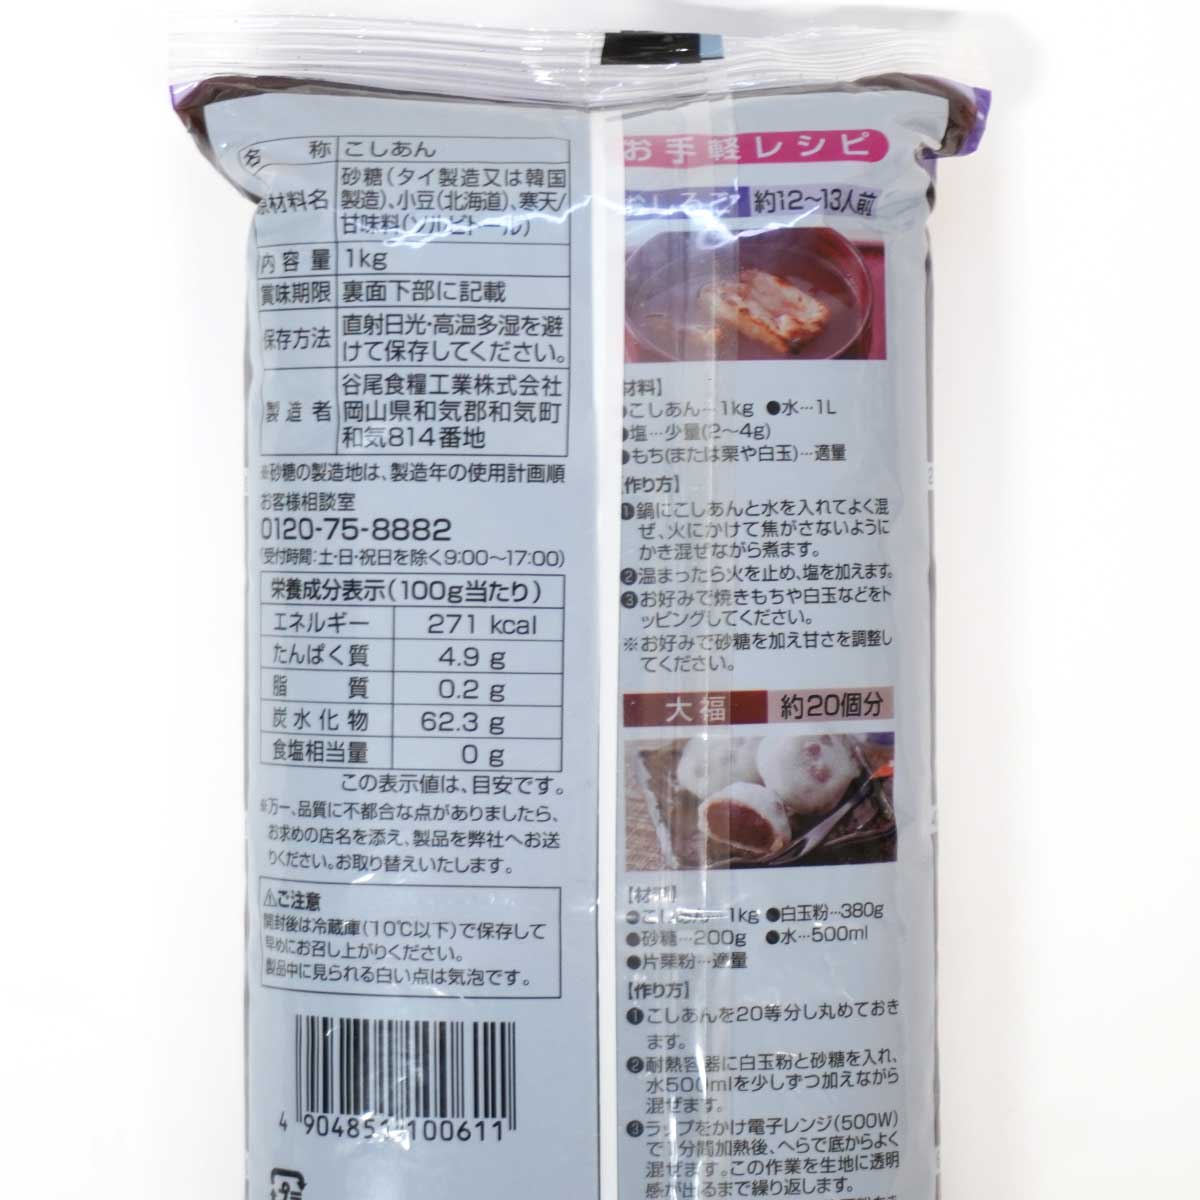 名称 こしあん
原材料名 砂糖(タイ製造又は韓国
製造)、小豆(北海道)、寒天/
甘味料(ソルビトール)
内容量 1kg
賞味期限 裏面下部に記載
保存方法 直射日光・高温多湿を避
けて保存してください。
製造者 谷尾食糧工業株式会社
岡山県和気郡和気町
和気814番地
※砂糖の製造地は、製造年の使用計画順
お客様相談室
0120-75-8882
(受付時間:土・日・祝日を除く9:00〜17:00)
栄養成分表示(100g当たり)
エネルギー 271 kcal
たんぱく質 4.9 g
脂質 0.2 g
炭水化物 62.3 g
食塩相当量 0 g
この表示値は、目安です。
※万一、品質に不都合な点がありましたら、
お求めの店名を添え、製品を弊社へお送
りください。お取り替えいたします。
⚠ご注意
開封後は冷蔵庫(10℃以下)で保存して
早めにお召し上がりください。
製品中に見られる白い点は気泡です。
4 904851 100611
お手軽レシピ
おしるこ 約12〜13人前
【材料】
●こしあん…1kg ●水…1L
●塩…少量(2〜4g)
●もち(または栗や白玉)…適量
【作り方】
❶鍋にこしあんと水を入れてよく混
ぜ、火にかけて焦がさないように
かき混ぜながら煮ます。
❷温まったら火を止め、塩を加えます。
❸お好みで焼きもちや白玉などをト
ッピングしてください。
※お好みで砂糖を加え甘さを調整し
てください。
大福 約20個分
【材料】
●こしあん…1kg ●白玉粉…380g
●砂糖…200g ●水…500ml
●片栗粉…適量
【作り方】
❶こしあんを20等分し丸めておき
ます。
❷耐熱容器に白玉粉と砂糖を入れ、
水500mlを少しずつ加えながら
混ぜます。
❸ラップをかけ電子レンジ(500W)
で1分間加熱後、へらで底からよく
混ぜます。この作業を生地に透明
感が出るまで繰り返します。